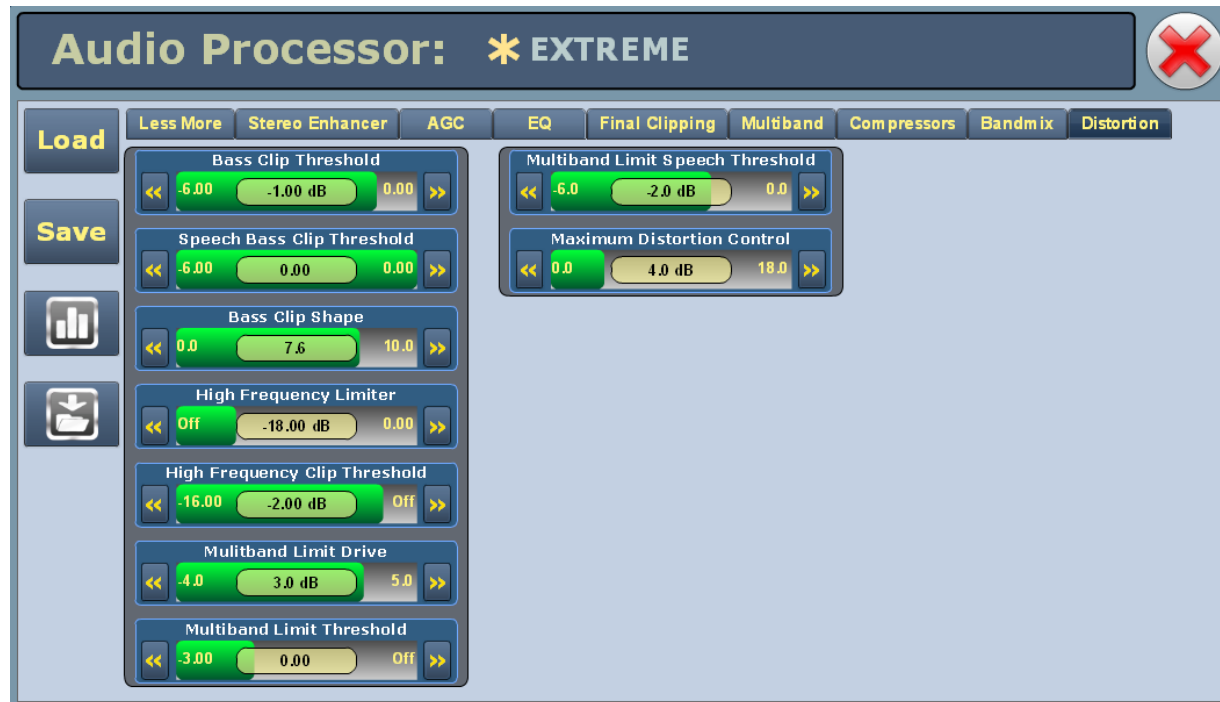 Audio Processor: * EXTREME
Load
Save
Less More Stereo Enhancer AGC EQ Final Clipping Multiband Compressors Bandmix Distortion
Bass Clip Threshold
« -6.00 -1.00 dB 0.00 »
Speech Bass Clip Threshold
« -6.00 0.00 0.00 »
Bass Clip Shape
« 0.0 7.6 10.0 »
High Frequency Limiter
« Off -18.00 dB 0.00 »
High Frequency Clip Threshold
« -16.00 -2.00 dB Off »
Mulitband Limit Drive
« -4.0 3.0 dB 5.0 »
Multiband Limit Threshold
« -3.00 0.00 Off »
Multiband Limit Speech Threshold
« -6.0 -2.0 dB 0.0 »
Maximum Distortion Control
« 0.0 4.0 dB 18.0 »